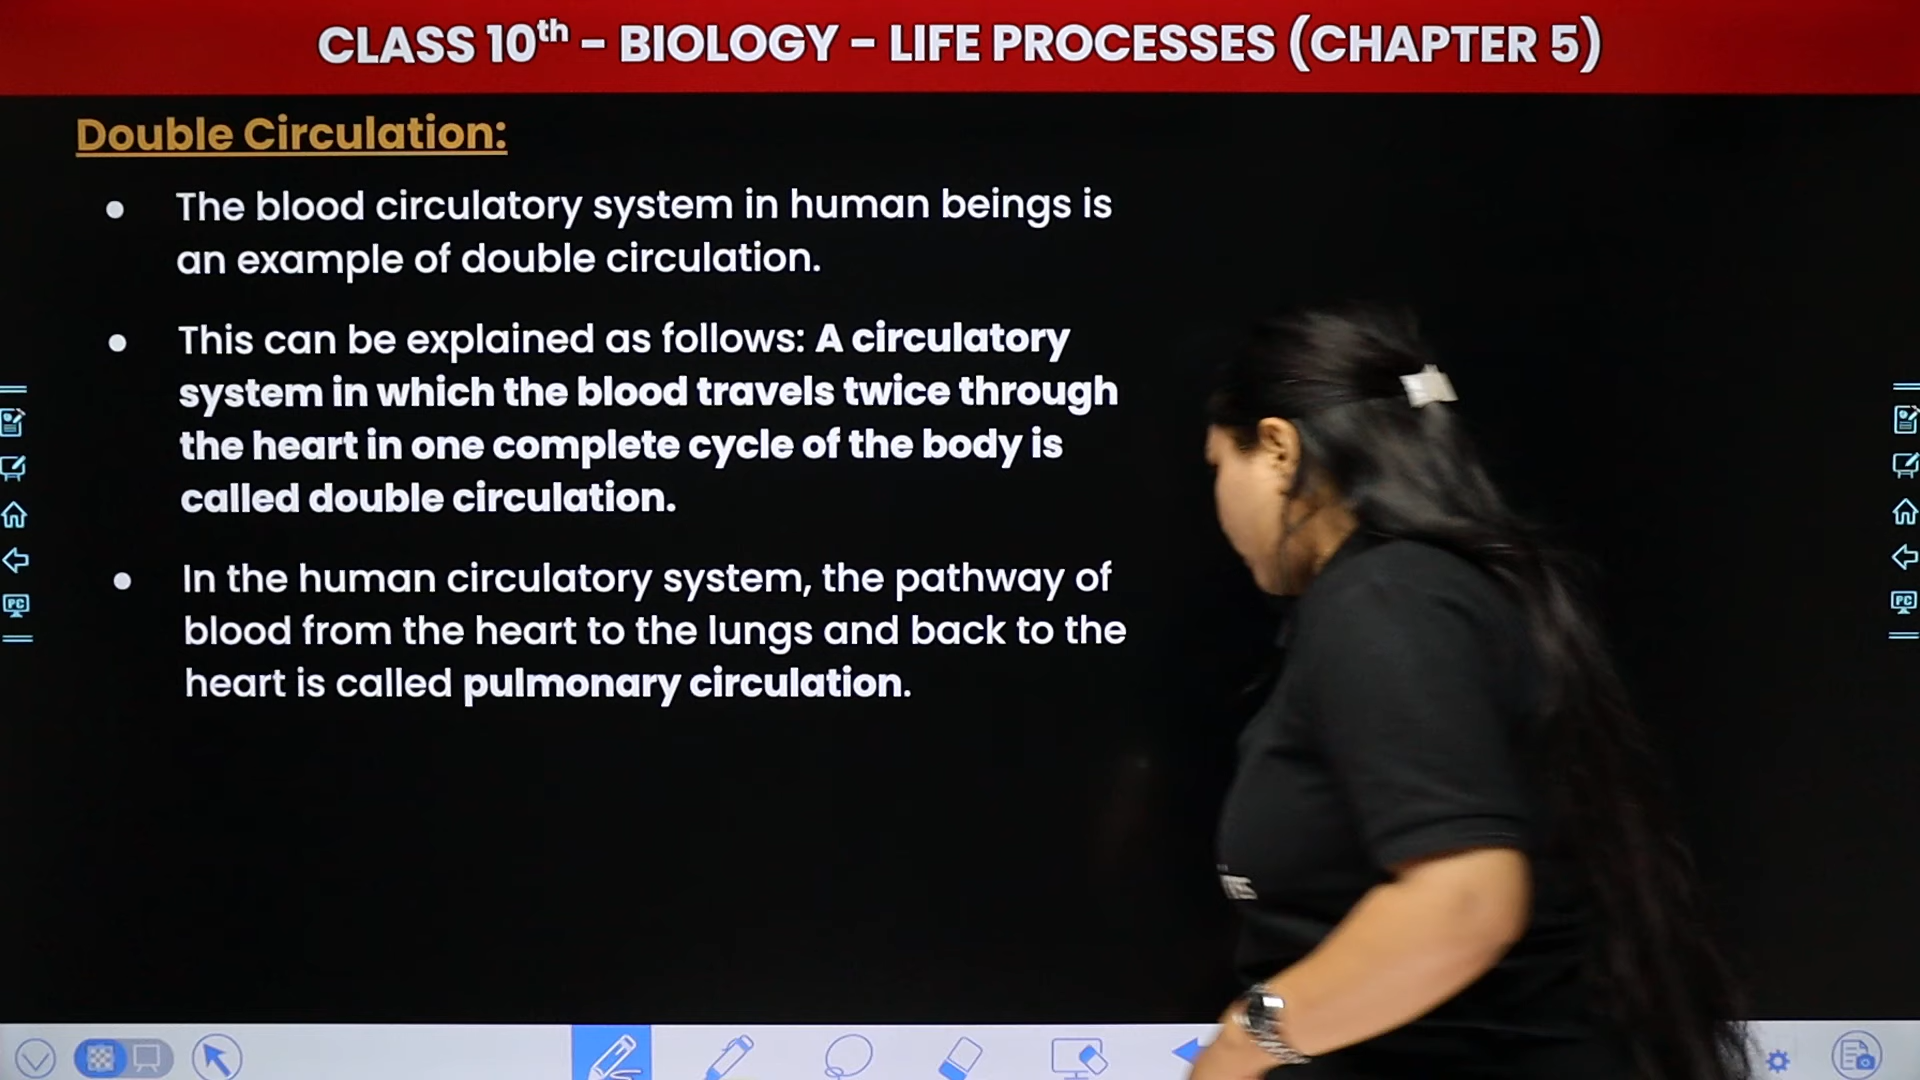 CLASS 10th – BIOLOGY – LIFE PROCESSES (CHAPTER 5)
Double Circulation:
● The blood circulatory system in human beings is
an example of double circulation.
● This can be explained as follows: A circulatory
system in which the blood travels twice through
the heart in one complete cycle of the body is
called double circulation.
● In the human circulatory system, the pathway of
blood from the heart to the lungs and back to the
heart is called pulmonary circulation.
PC
PC